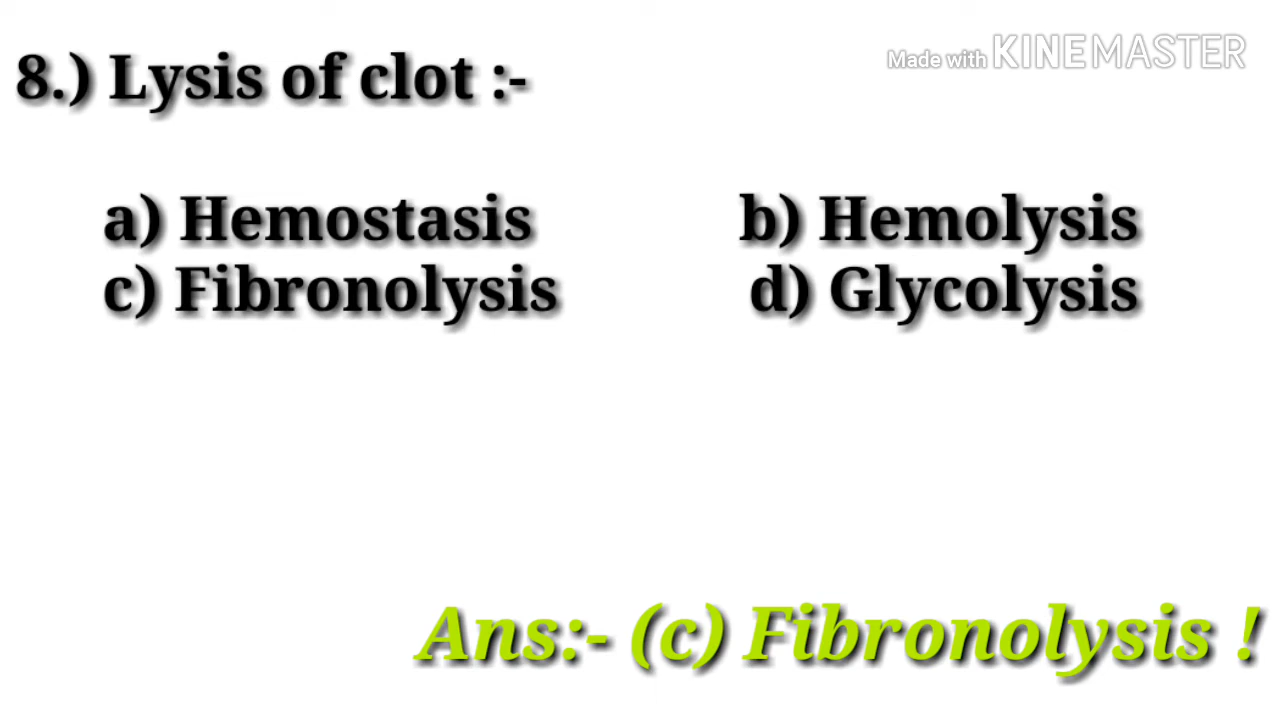 Made with KINEMASTER
8.) Lysis of clot :-
a) Hemostasis b) Hemolysis
c) Fibronolysis d) Glycolysis
Ans:- (c) Fibronolysis !